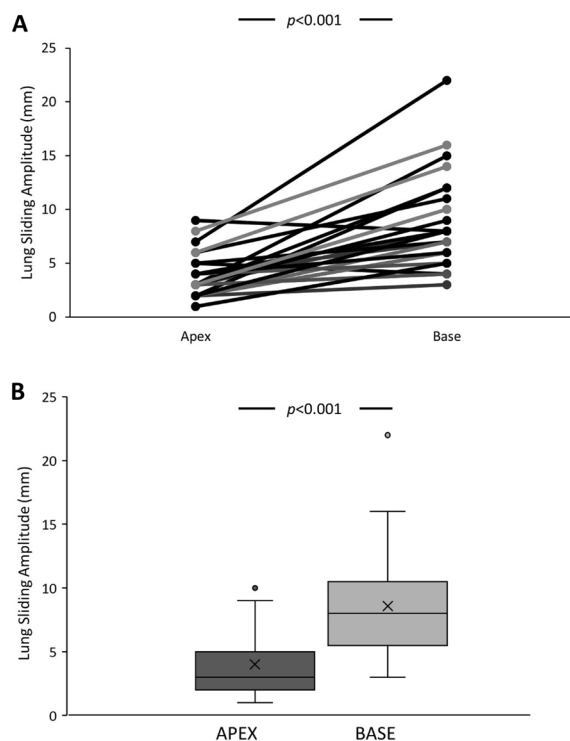 A
p<0.001
25
20
15
10
5
0
Lung Sliding Amplitude (mm)
Apex
Base
B
p<0.001
25
20
15
10
5
0
Lung Sliding Amplitude (mm)
APEX
BASE